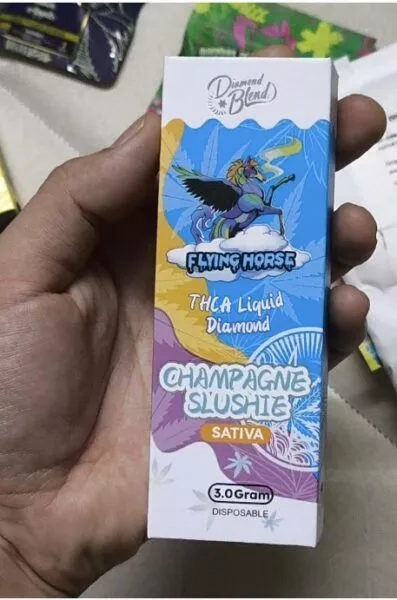 Diamond
Blend
FLYING HORSE
THCA Liquid
Diamond
CHAMPAGNE
SLUSHIE
SATIVA
3.0Gram
DISPOSABLE